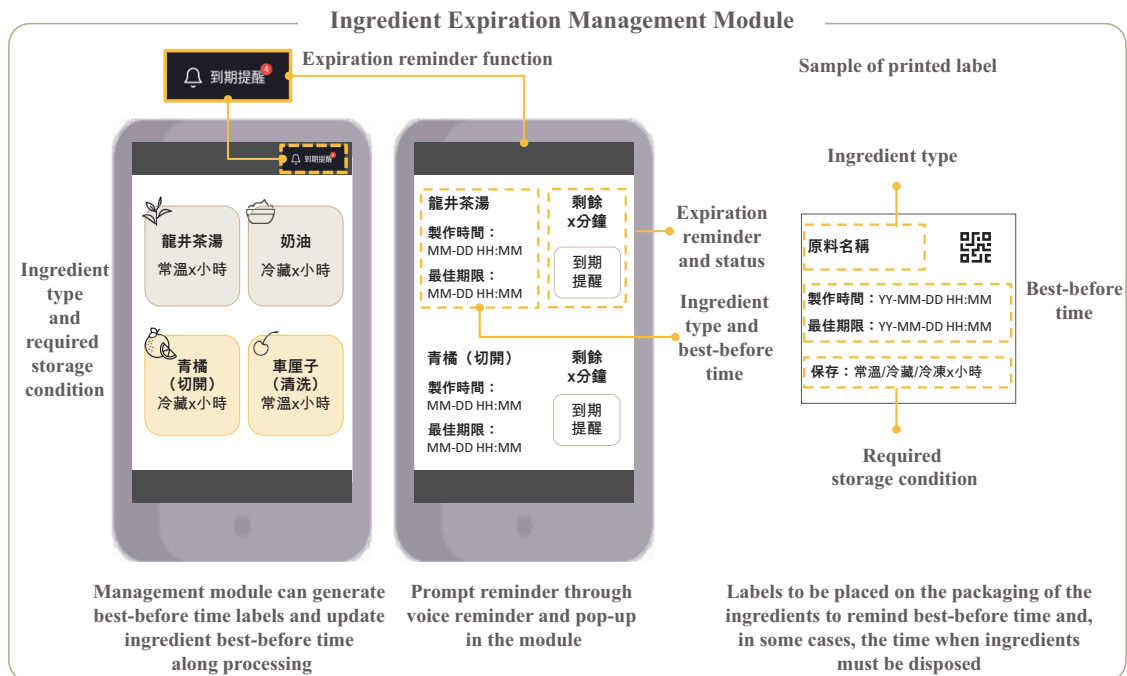 Ingredient Expiration Management Module
到期提醒
4
Expiration reminder function
Sample of printed label
到期提醒
龍井茶湯
常溫x小時
奶油
冷藏x小時
青橘
（切開）
冷藏x小時
車厘子
（清洗）
常溫x小時
Ingredient
type
and
required
storage
condition
龍井茶湯
製作時間：
MM-DD HH:MM
最佳期限：
MM-DD HH:MM
剩餘
x分鐘
到期
提醒
青橘（切開）
製作時間：
MM-DD HH:MM
最佳期限：
MM-DD HH:MM
剩餘
x分鐘
到期
提醒
Expiration
reminder
and status
Ingredient
type and
best-before
time
Ingredient type
原料名稱
製作時間：YY-MM-DD HH:MM
最佳期限：YY-MM-DD HH:MM
保存：常溫/冷藏/冷凍x小時
Best-before
time
Required
storage condition
Management module can generate
best-before time labels and update
ingredient best-before time
along processing
Prompt reminder through
voice reminder and pop-up
in the module
Labels to be placed on the packaging of the
ingredients to remind best-before time and,
in some cases, the time when ingredients
must be disposed